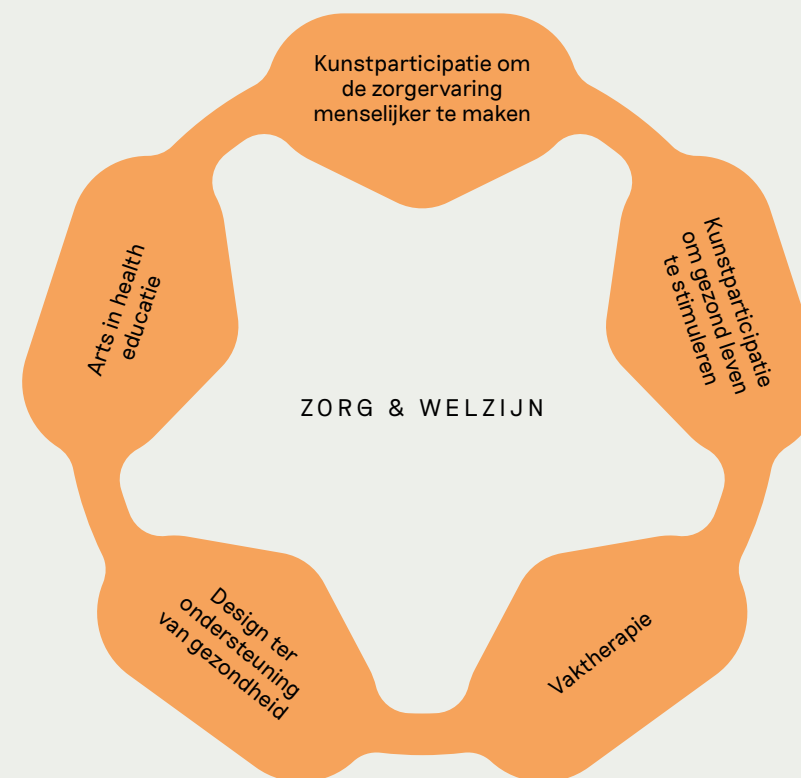 Kunstparticipatie om
de zorgervaring
menselijker te maken
Kunstparticipatie
om gezond leven
te stimuleren
Arts in health
educatie
ZORG & WELZIJN
Design ter
ondersteuning
van gezondheid
Vaktherapie